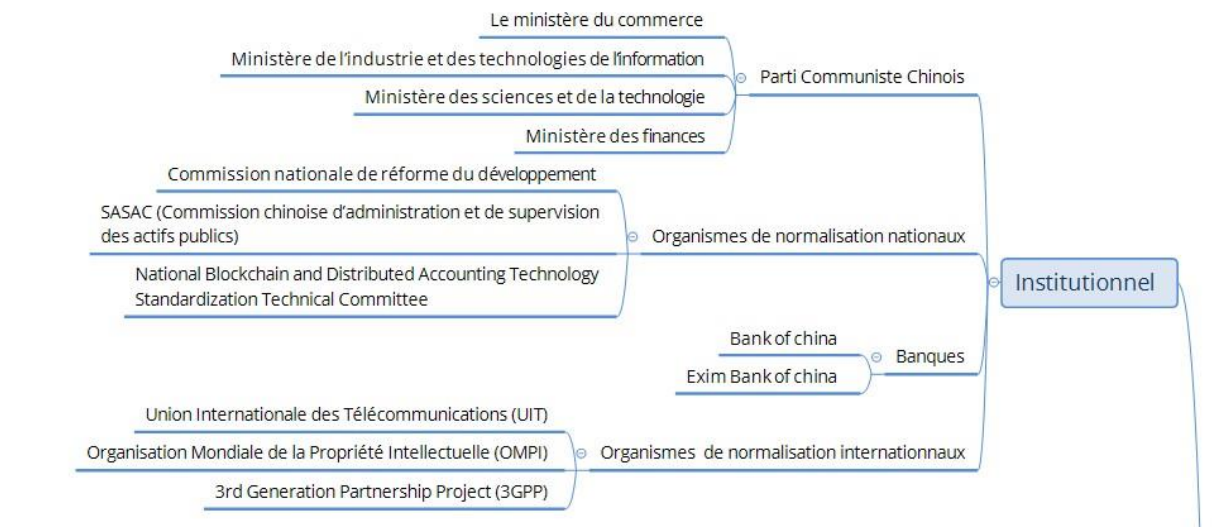 Le ministère du commerce
Ministère de l'industrie et des technologies de l'information
Parti Communiste Chinois
Ministère des sciences et de la technologie
Ministère des finances
Commission nationale de réforme du développement
SASAC (Commission chinoise d'administration et de supervision
des actifs publics)
Organismes de normalisation nationaux
National Blockchain and Distributed Accounting Technology
Standardization Technical Committee
Institutionnel
Bank of china
Banques
Exim Bank of china
Union Internationale des Télécommunications (UIT)
Organisation Mondiale de la Propriété Intellectuelle (OMPI)
Organismes de normalisation internationnaux
3rd Generation Partnership Project (3GPP)